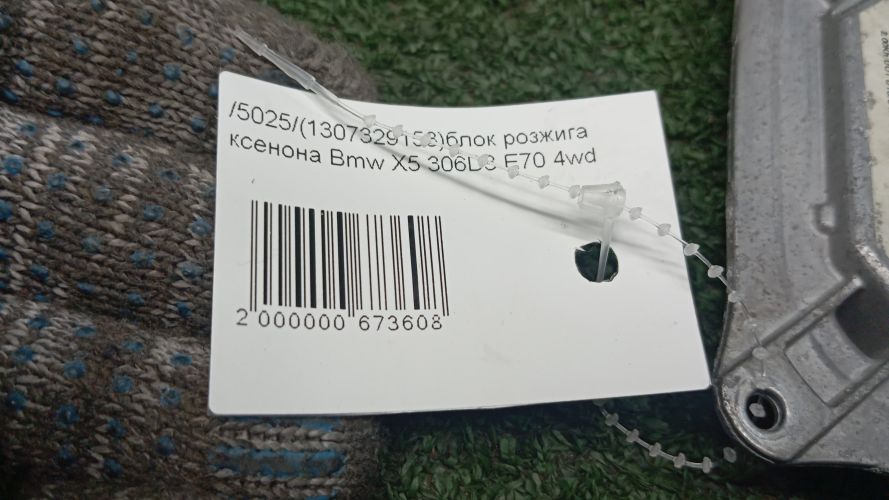 /5025/(1307329153)блок розжига
ксенона Bmw X5 306D3 E70 4wd
2 000000 673608